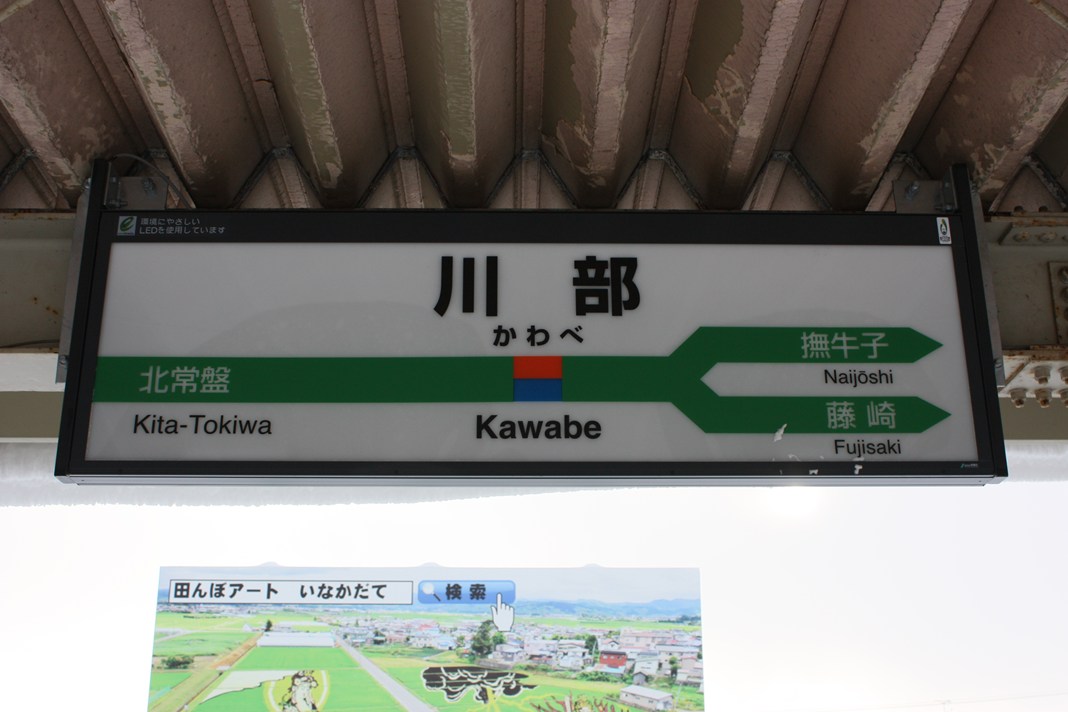 環境にやさしい
LEDを使用しています
川部
かわべ
撫牛子
Naijōshi
北常盤
Kita-Tokiwa
Kawabe
藤崎
Fujisaki
田んぼアート　いなかだて
検索